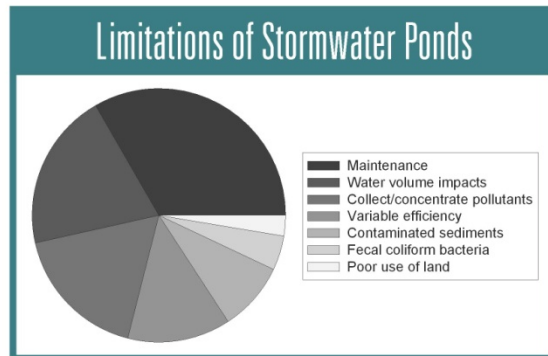 Limitations of Stormwater Ponds
Maintenance
Water volume impacts
Collect/concentrate pollutants
Variable efficiency
Contaminated sediments
Fecal coliform bacteria
Poor use of land